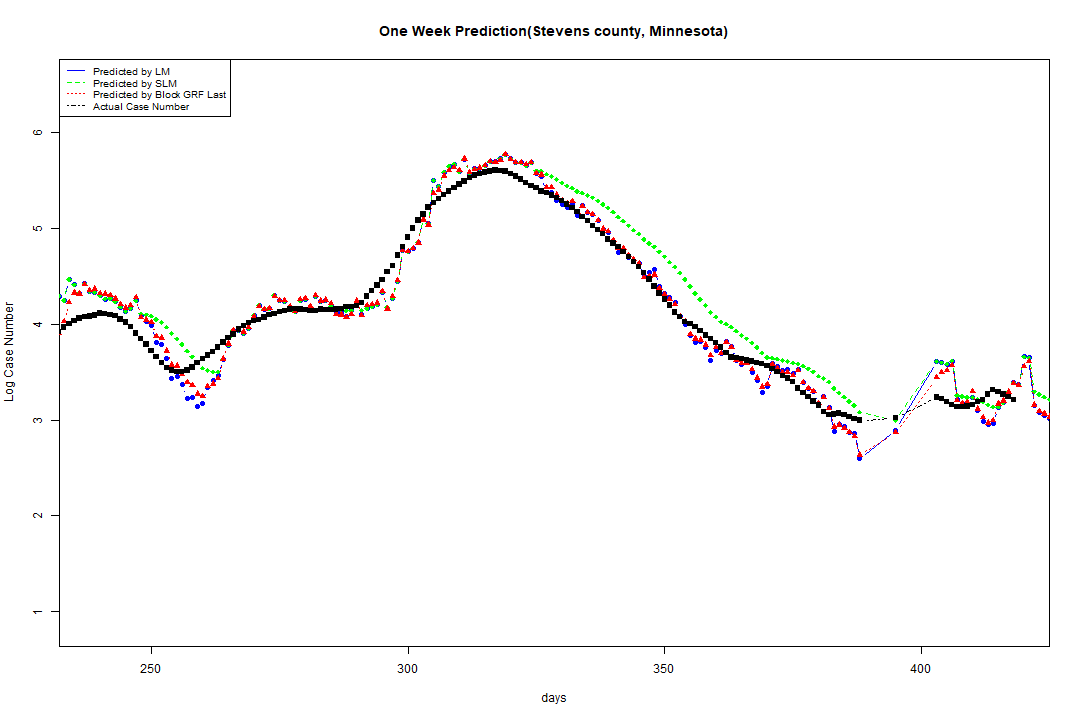 One Week Prediction(Stevens county, Minnesota)
Predicted by LM
Predicted by SLM
Predicted by Block GRF Last
Actual Case Number
6
5
4
3
2
1
Log Case Number
250
300
350
400
days